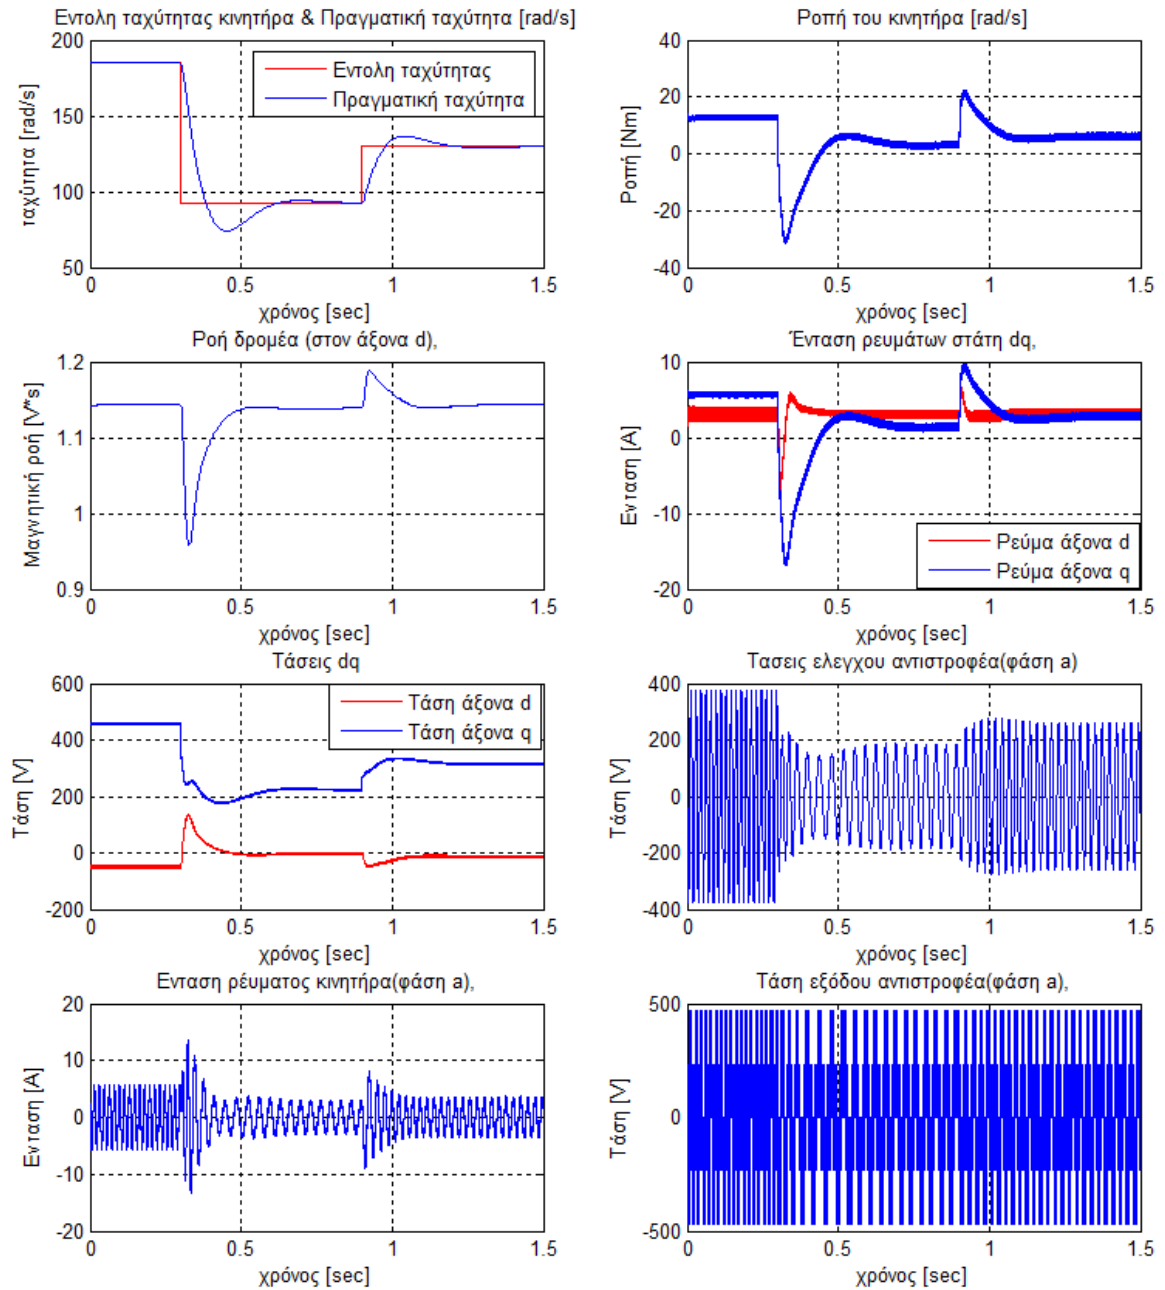 Εντολή ταχύτητας κινητήρα & Πραγματική ταχύτητα [rad/s]
200
150
100
50
ταχύτητα [rad/s]
Εντολη ταχύτητας
Πραγματική ταχύτητα
0
0.5
1
1.5
χρόνος [sec]
Ροπή του κινητήρα [rad/s]
40
20
0
-20
-40
Ροπή [Nm]
0
0.5
1
1.5
χρόνος [sec]
Ροή δρομέα (στον άξονα d),
1.2
1.1
1
0.9
Μαγνητική ροή [V*s]
0
0.5
1
1.5
χρόνος [sec]
Ένταση ρευμάτων στάτη dq,
10
0
-10
-20
Ενταση [A]
Ρεύμα άξονα d
Ρεύμα άξονα q
0
0.5
1
1.5
χρόνος [sec]
Τάσεις dq
600
400
200
0
-200
Τάση [V]
Τάση άξονα d
Τάση άξονα q
0
0.5
1
1.5
χρόνος [sec]
Τασεις ελεγχου αντιστροφέα(φάση a)
400
200
0
-200
-400
Τάση [V]
0
0.5
1
1.5
χρόνος [sec]
Ενταση ρέυματος κινητήρα(φάση a),
20
10
0
-10
-20
Ενταση [A]
0
0.5
1
1.5
χρόνος [sec]
Τάση εξόδου αντιστροφέα(φάση a),
500
0
-500
Τάση [V]
0
0.5
1
1.5
χρόνος [sec]